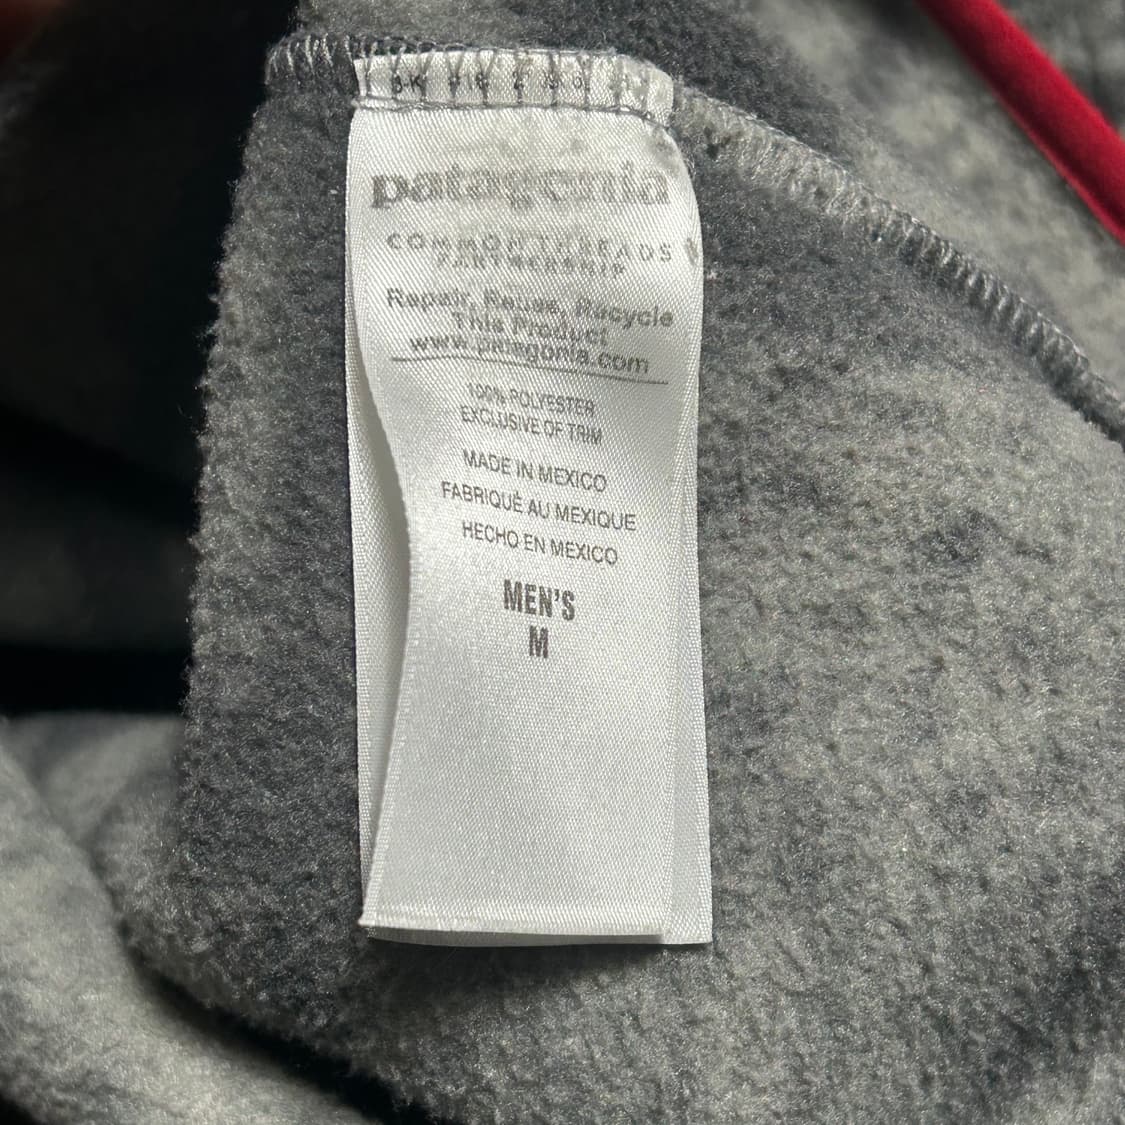 patagonia
COMMON THREADS
PARTNERSHIP
Repair, Reuse, Recycle
This Product
www.patagonia.com
100% POLYESTER
EXCLUSIVE OF TRIM
MADE IN MEXICO
FABRIQUÉ AU MEXIQUE
HECHO EN MEXICO
MEN'S
M